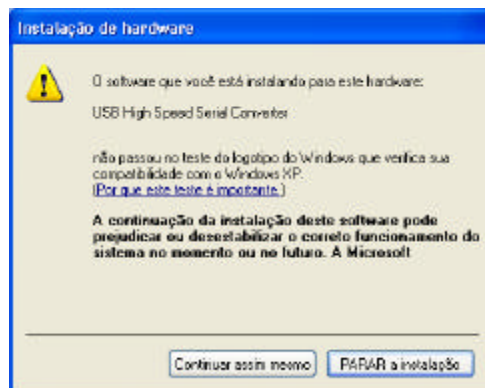 Instalação de hardware
O software que você está instalando para este hardware:
USB High Speed Serial Converter
não passou no teste do logotipo do Windows que verifica sua
compatibilidade com o Windows XP.
(Por que este teste é importante.)
A continuação da instalação deste software pode
prejudicar ou desestabilizar o correto funcionamento do
sistema no momento ou no futuro. A Microsoft
Continuar assim mesmo
PARAR a instalação